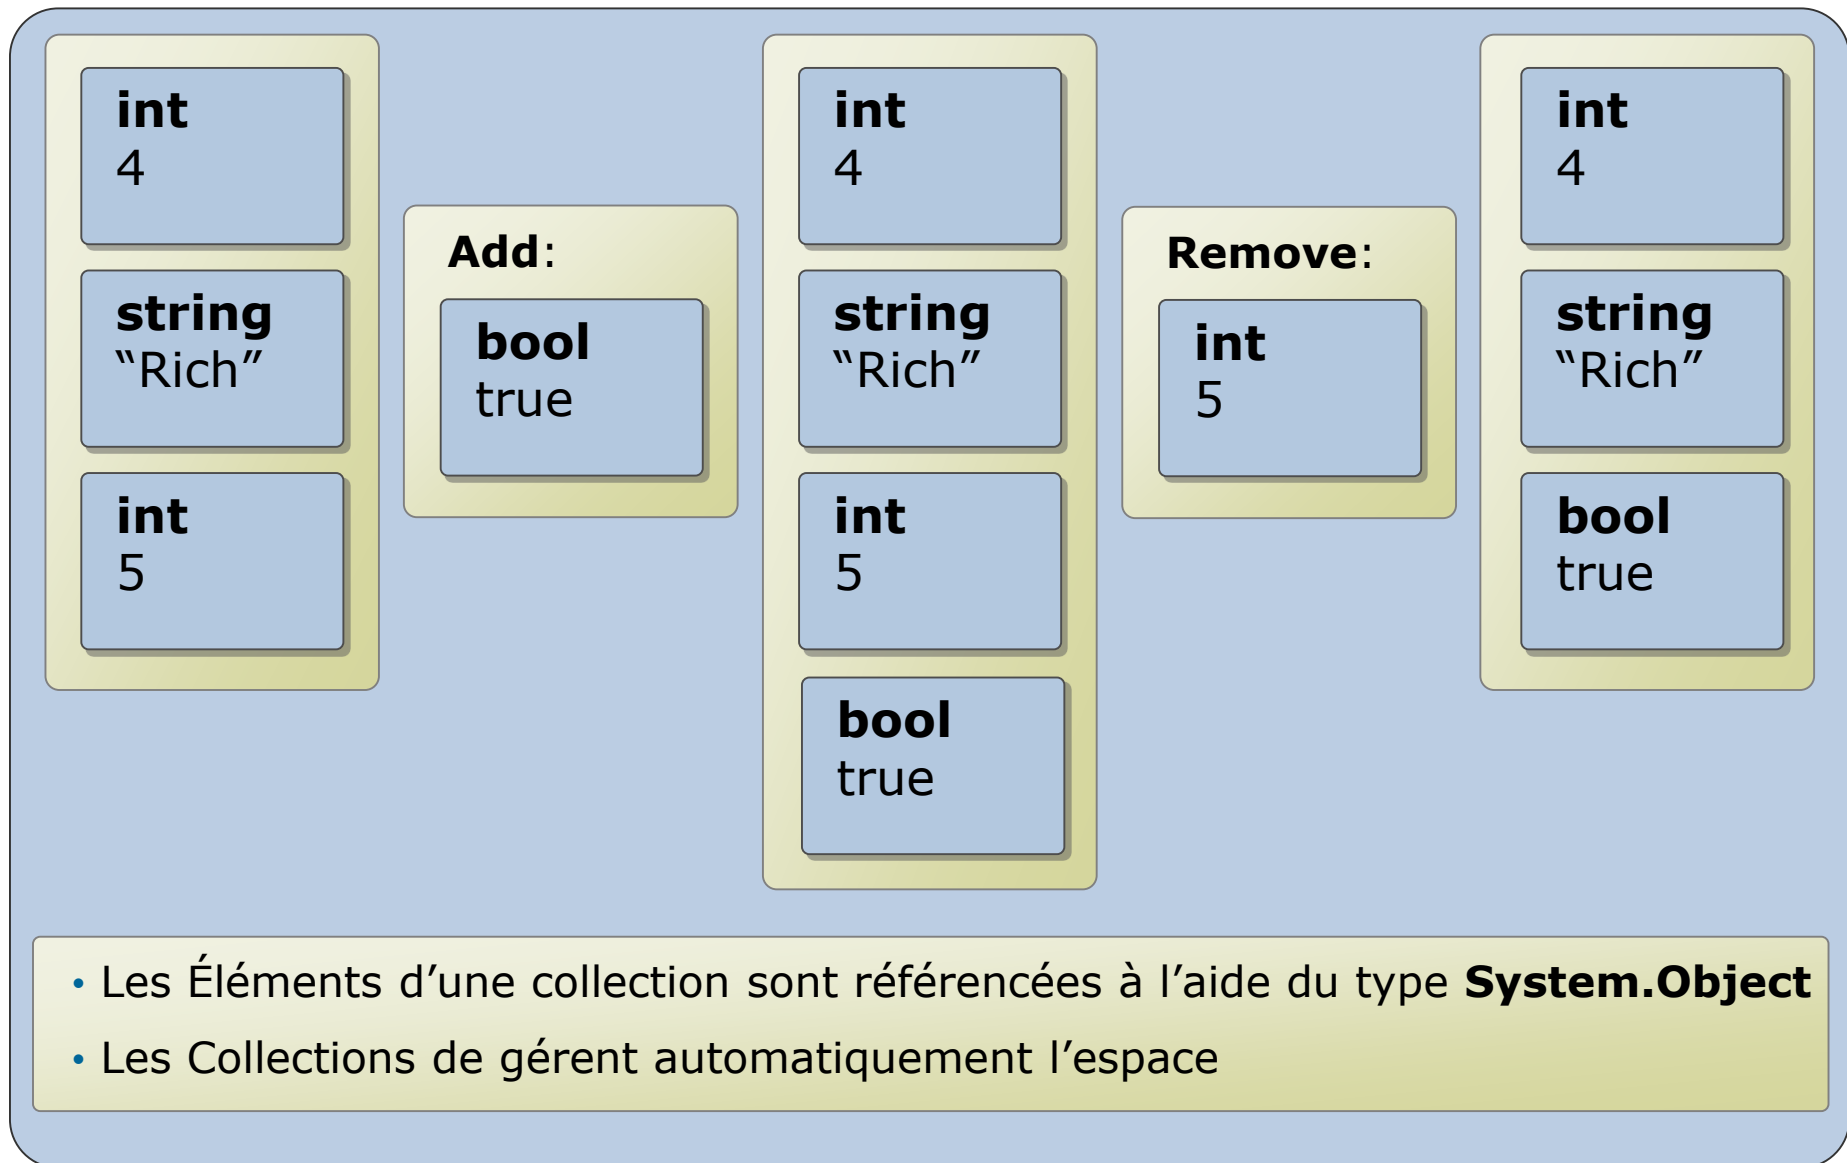 int
4
string
“Rich”
int
5
Add:
bool
true
int
4
string
“Rich”
int
5
bool
true
Remove:
int
5
int
4
string
“Rich”
bool
true
• Les Éléments d’une collection sont référencées à l’aide du type System.Object
• Les Collections de gérent automatiquement l’espace